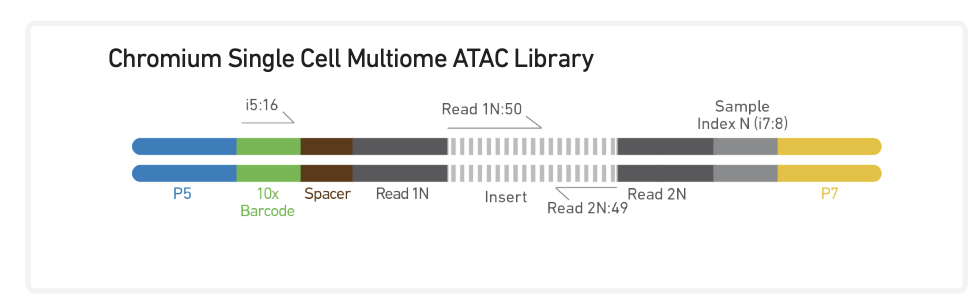 Chromium Single Cell Multiome ATAC Library
i5:16
Read 1N:50
Sample
Index N (i7:8)
P5
10x
Barcode
Spacer
Read 1N
Insert
Read 2N:49
Read 2N
P7